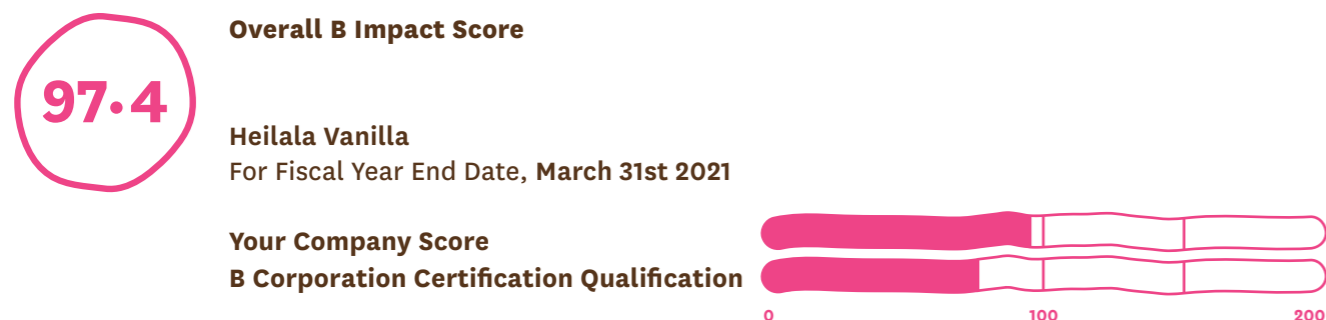 Overall B Impact Score
97.4
Heilala Vanilla
For Fiscal Year End Date, March 31st 2021
Your Company Score
B Corporation Certification Qualification
0 100 200